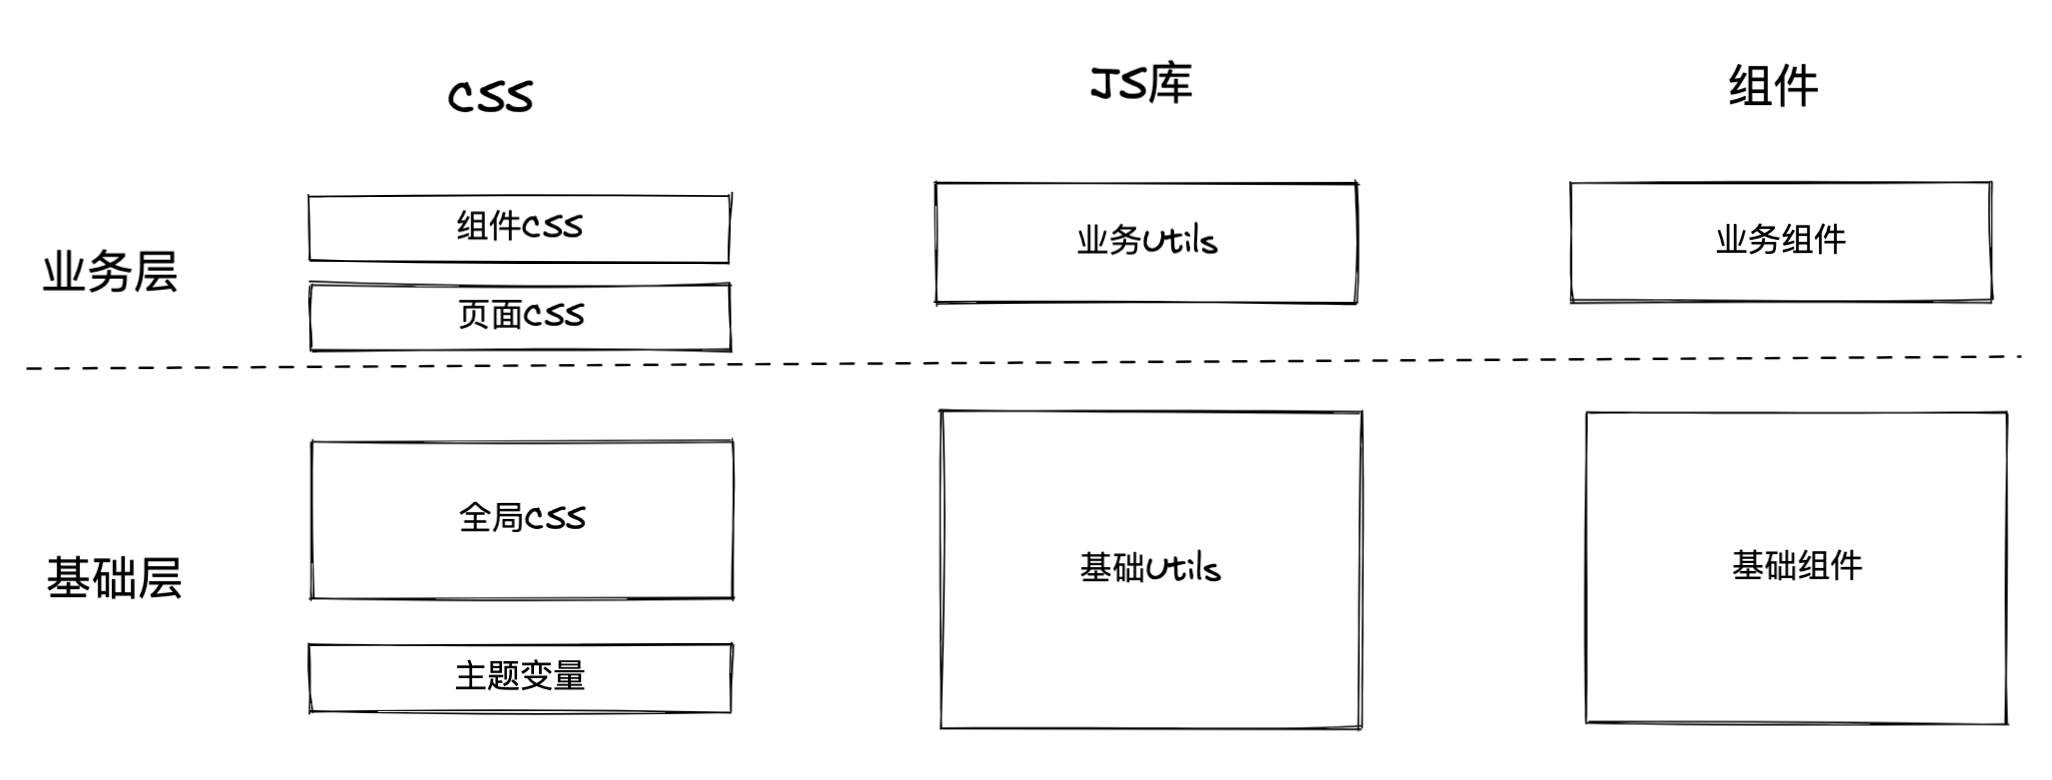 CSS
JS库
组件
业务层
组件CSS
页面CSS
业务Utils
业务组件
基础层
全局CSS
主题变量
基础Utils
基础组件